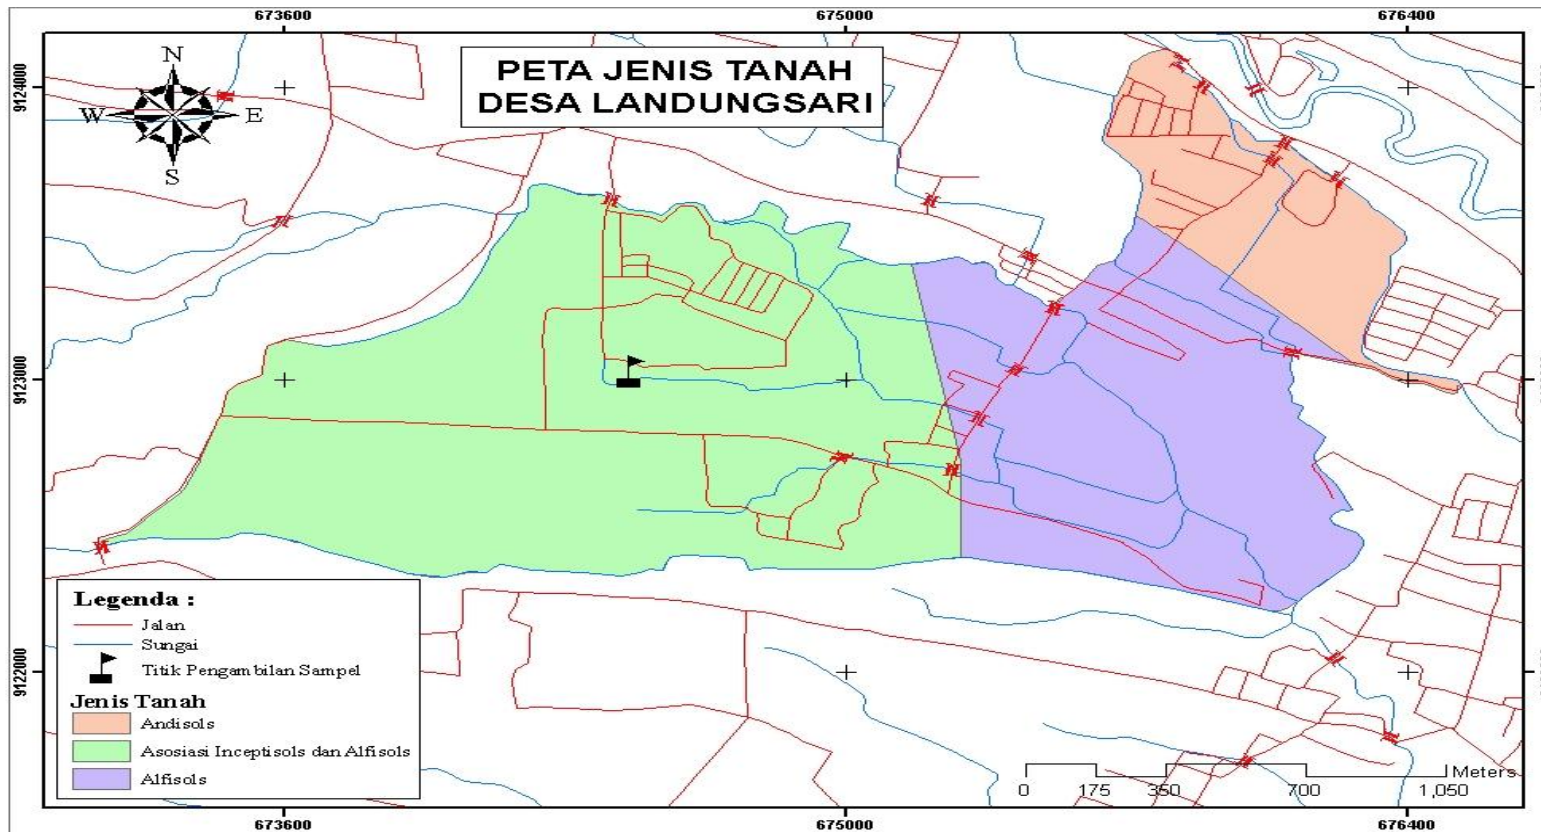 673600 675000 676400
N
W E
S
PETA JENIS TANAH
DESA LANDUNGSARI
9124000
9123000
9122000
Legenda :
Jalan
Sungai
Titik Pengambilan Sampel
Jenis Tanah
Andisols
Asosiasi Inceptisols dan Alfisols
Alfisols
Meters
0 175 350 700 1,050
673600 675000 676400